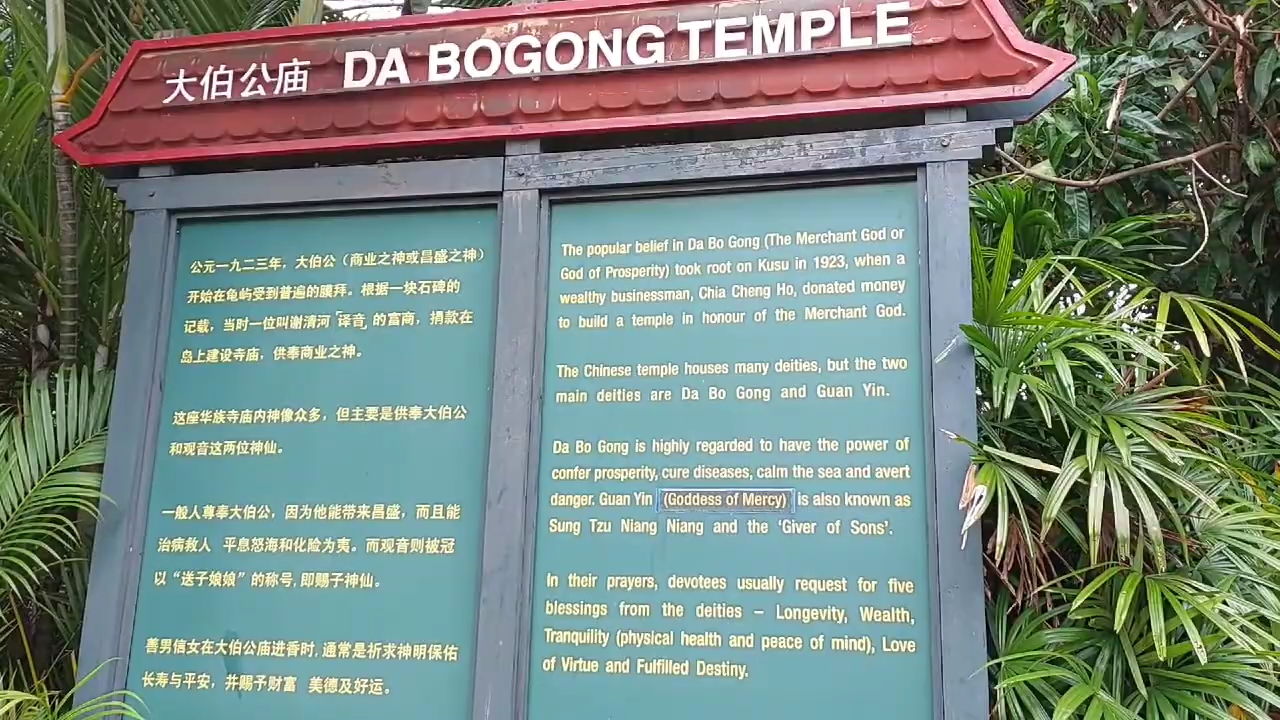 大伯公庙 DA BOGONG TEMPLE
公元一九二三年，大伯公（商业之神或昌盛之神）
开始在龟屿受到普遍的膜拜。根据一块石碑的
记载，当时一位叫谢清河「译音」的富商，捐款在
岛上建设寺庙，供奉商业之神。
这座华族寺庙内神像众多，但主要是供奉大伯公
和观音这两位神仙。
一般人尊奉大伯公，因为他能带来昌盛，而且能
治病救人 平息怒海和化险为夷。而观音则被冠
以“送子娘娘”的称号，即赐子神仙。
善男信女在大伯公庙进香时，通常是祈求神明保佑
长寿与平安，并赐予财富 美德及好运。
The popular belief in Da Bo Gong (The Merchant God or
God of Prosperity) took root on Kusu in 1923, when a
wealthy businessman, Chia Cheng Ho, donated money
to build a temple in honour of the Merchant God.
The Chinese temple houses many deities, but the two
main deities are Da Bo Gong and Guan Yin.
Da Bo Gong is highly regarded to have the power of
confer prosperity, cure diseases, calm the sea and avert
danger. Guan Yin (Goddess of Mercy) is also known as
Sung Tzu Niang Niang and the ‘Giver of Sons’.
In their prayers, devotees usually request for five
blessings from the deities – Longevity, Wealth,
Tranquility (physical health and peace of mind), Love
of Virtue and Fulfilled Destiny.